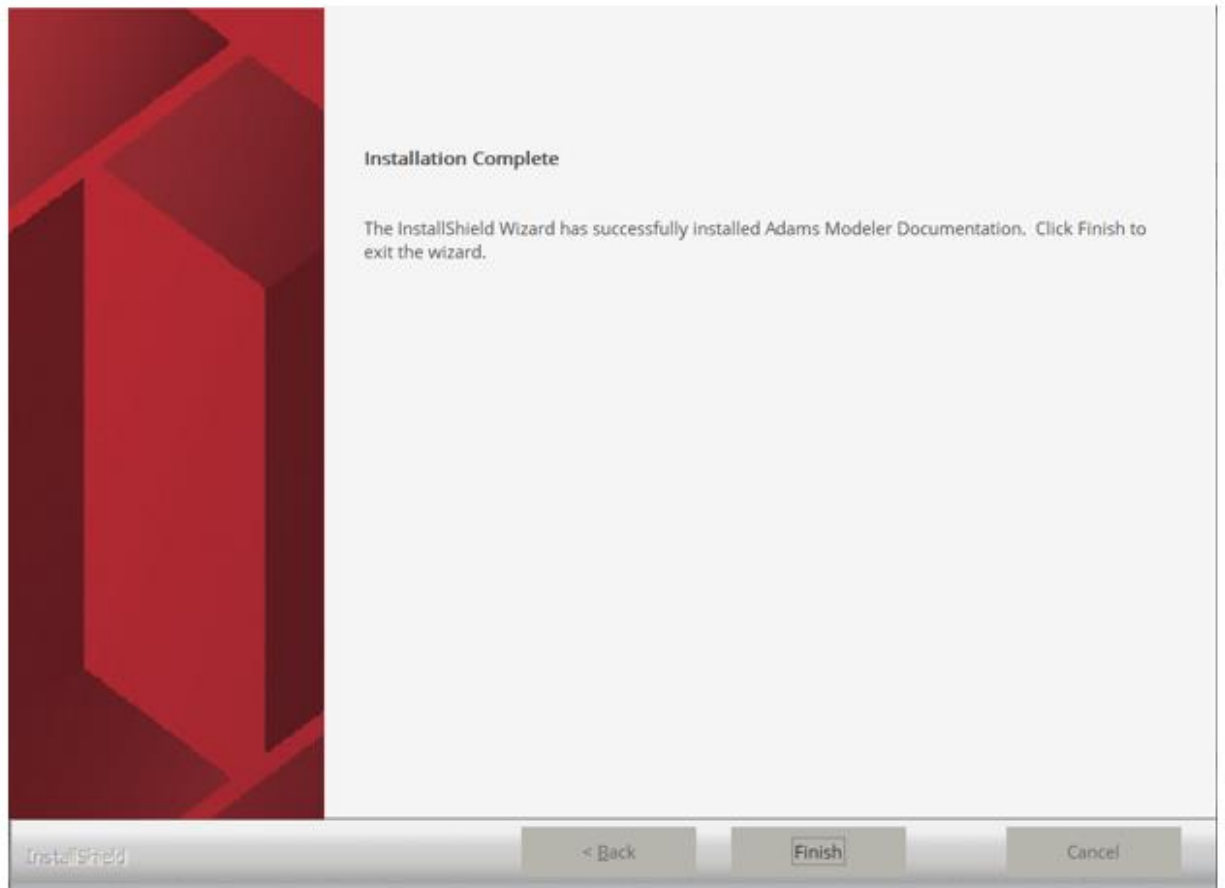 Installation Complete
The InstallShield Wizard has successfully installed Adams Modeler Documentation. Click Finish to
exit the wizard.
InstallShield
< Back
Finish
Cancel